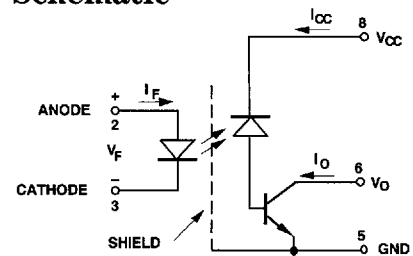 Schematic
ICC
8
VCC
IF
+
ANODE
2
VF
IO
6
VO
–
CATHODE
3
SHIELD
5
GND